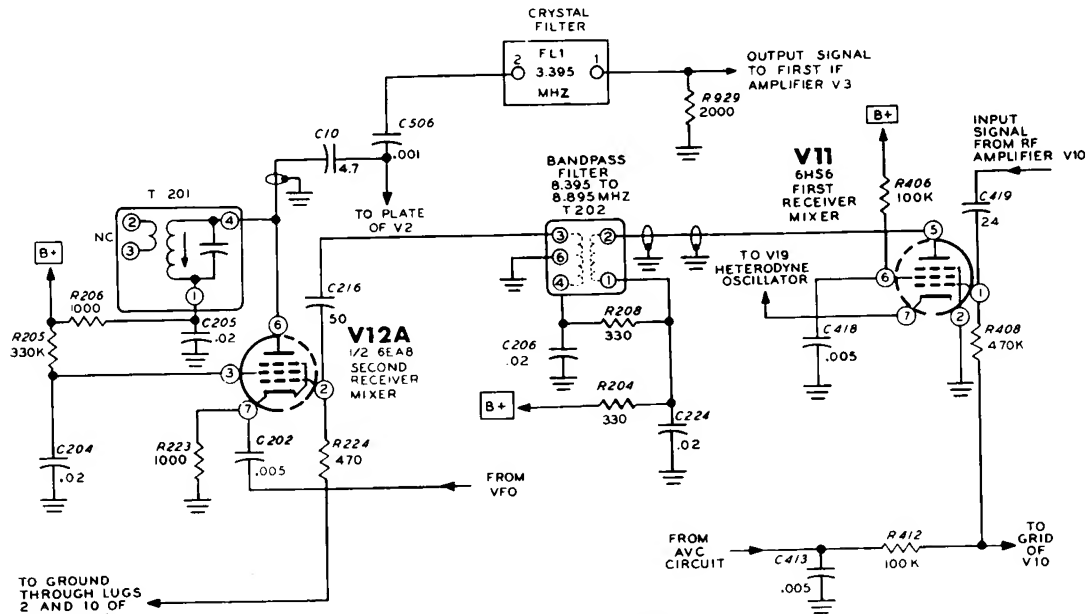 CRYSTAL
FILTER
2 FL1 1
3.395
MHZ
OUTPUT SIGNAL
TO FIRST IF
AMPLIFIER V3
R929
2000
C506
.001
C10
4.7
TO PLATE
OF V2
T 201
2
NC
3
4
1
B+
R206
1000
R205
330K
C205
.02
C216
50
6
V12A
1/2 6EA8
SECOND
RECEIVER
MIXER
3
2
7
C204
.02
R223
1000
C202
.005
R224
470
FROM
VFO
TO GROUND
THROUGH LUGS
2 AND 10 OF
BANDPASS
FILTER
8.395 TO
8.895 MHZ
T202
3
2
6
4
1
R208
330
C206
.02
B+
R204
330
C224
.02
V11
6HS6
FIRST
RECEIVER
MIXER
B+
R406
100K
INPUT
SIGNAL
FROM RF
AMPLIFIER V10
C419
24
5
TO V19
HETERODYNE
OSCILLATOR
6
1
7
2
C418
.005
R408
470K
FROM
AVC
CIRCUIT
C413
.005
R412
100K
TO
GRID
OF
V10